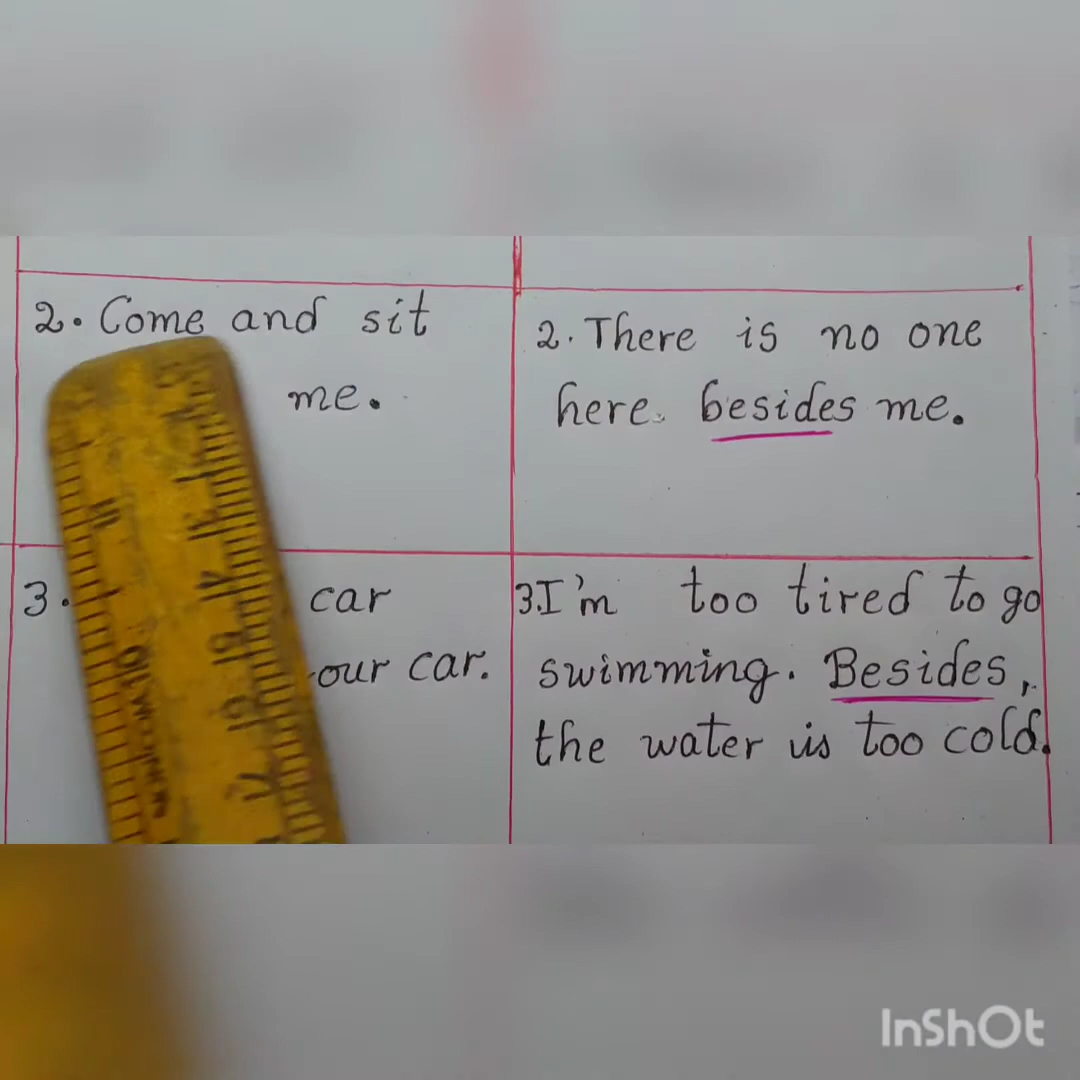 2. Come and sit
me.
3. car
our car.
2. There is no one
here besides me.
3. I'm too tired to go
swimming. Besides,
the water is too cold.
InShOt